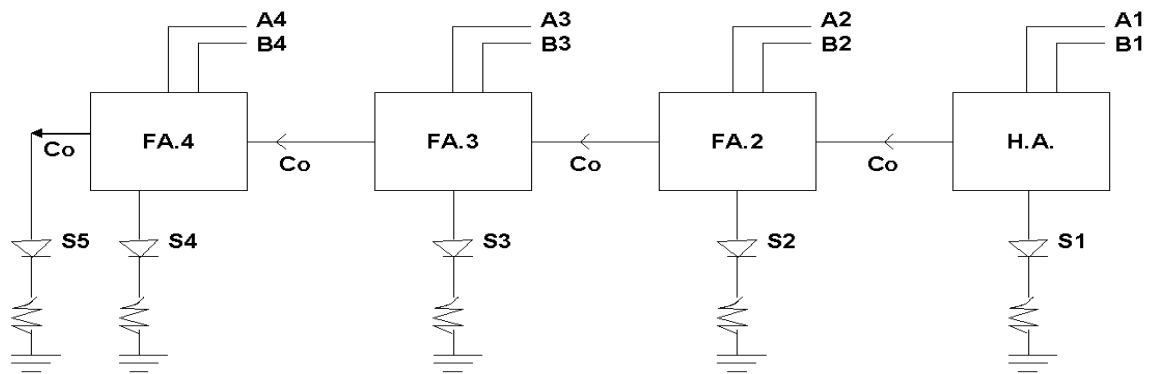 A4 A3 A2 A1
B4 B3 B2 B1
FA.4 FA.3 FA.2 H.A.
Co Co Co Co
S5 S4 S3 S2 S1